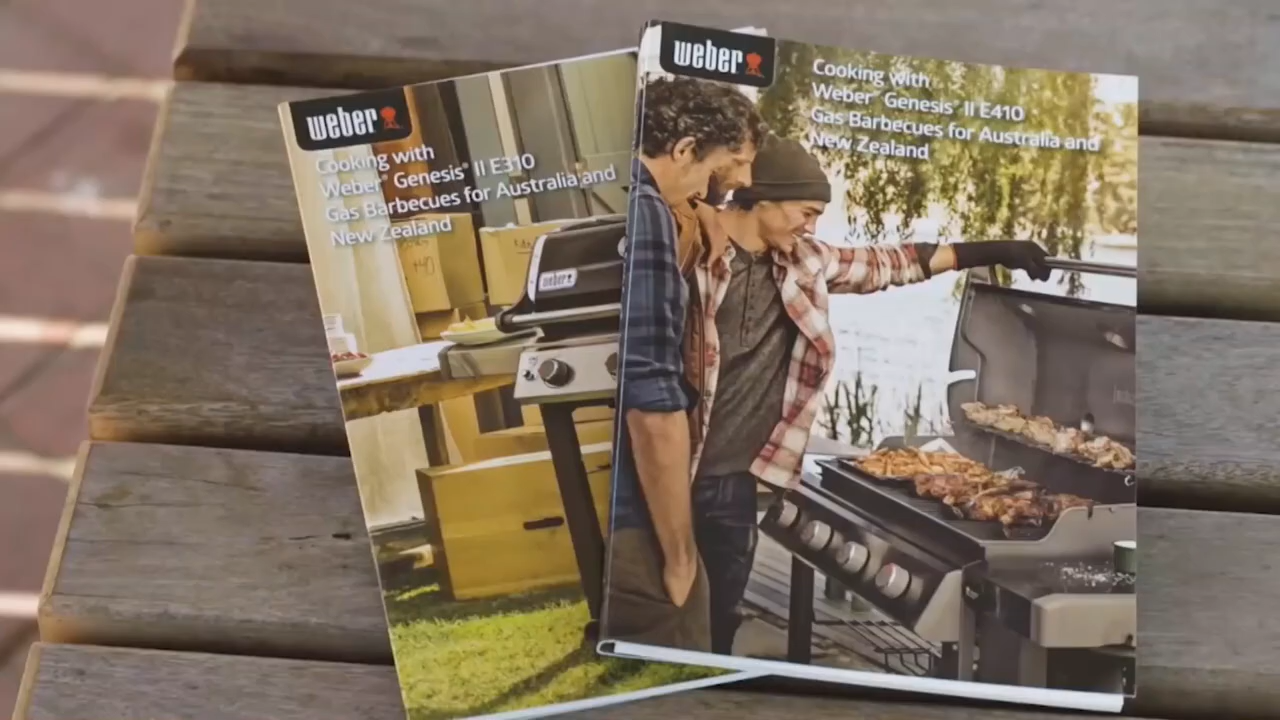 weber
Cooking with
Weber® Genesis® II E310
Gas Barbecues for Australia and
New Zealand
weber
weber
Cooking with
Weber® Genesis® II E410
Gas Barbecues for Australia and
New Zealand